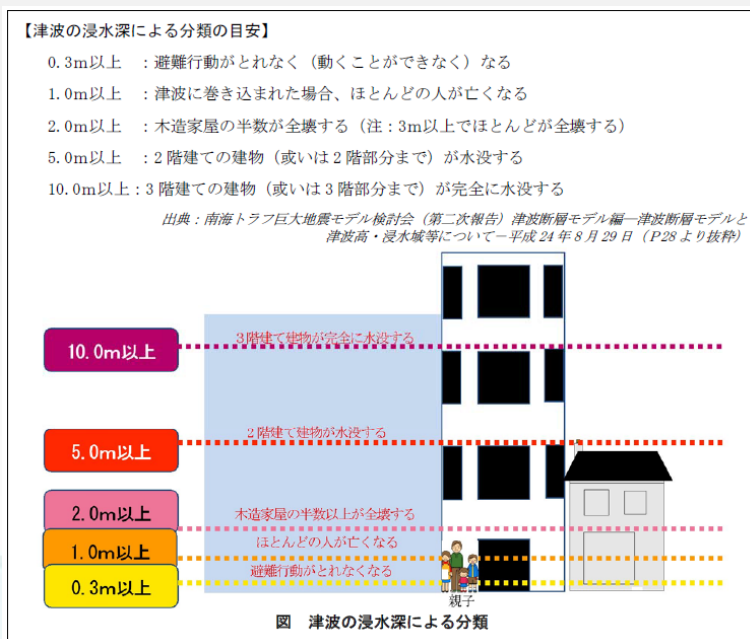 【津波の浸水深による分類の目安】
0.3m以上　：避難行動がとれなく（動くことができなく）なる
1.0m以上　：津波に巻き込まれた場合、ほとんどの人が亡くなる
2.0m以上　：木造家屋の半数が全壊する（注：3m以上でほとんどが全壊する）
5.0m以上　：２階建ての建物（或いは２階部分まで）が水没する
10.0m以上：３階建ての建物（或いは３階部分まで）が完全に水没する
出典：南海トラフ巨大地震モデル検討会（第二次報告）津波断層モデル編―津波断層モデルと
津波高・浸水域等について－平成24年8月29日（P28より抜粋）
３階建て建物が完全に水没する
10.0m以上
２階建て建物が水没する
5.0m以上
2.0m以上
木造家屋の半数以上が全壊する
ほとんどの人が亡くなる
1.0m以上
避難行動がとれなくなる
0.3m以上
親子
図　津波の浸水深による分類